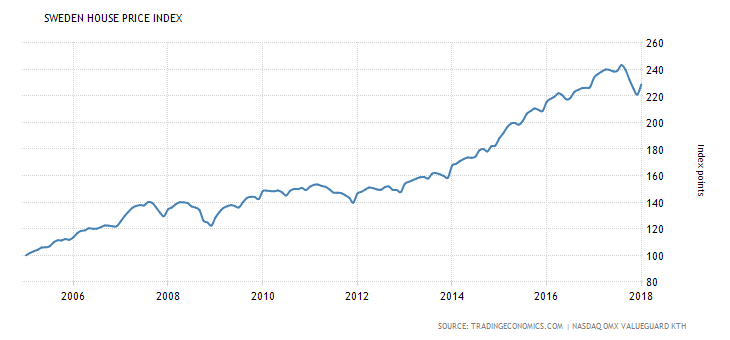 SWEDEN HOUSE PRICE INDEX
260
240
220
200
180
160
140
120
100
80
Index points
2006 2008 2010 2012 2014 2016 2018
SOURCE: TRADINGECONOMICS.COM | NASDAQ OMX VALUEGUARD KTH